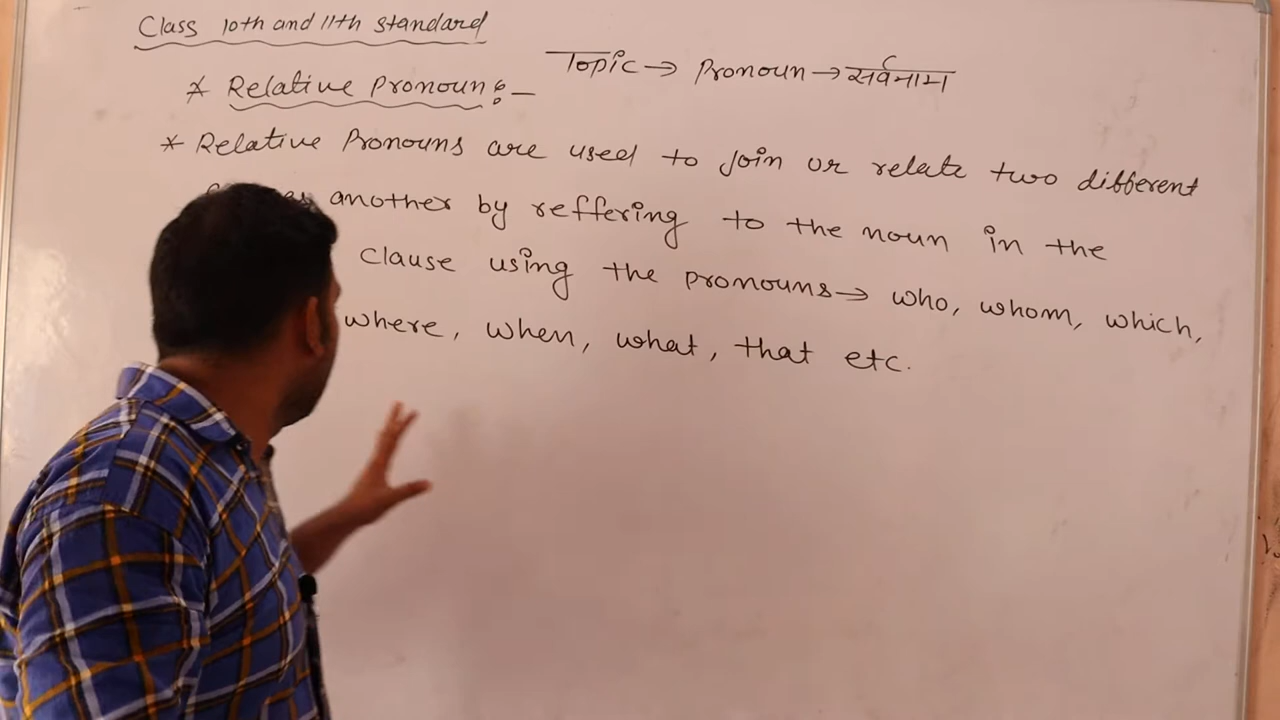 Class 10th and 11th standard
Topic → Pronoun → सर्वनाम
* Relative Pronoun :-
* Relative Pronouns are used to join or relate two different
another by reffering to the noun in the
clause using the pronouns → who, whom, which,
where, when, what, that etc.